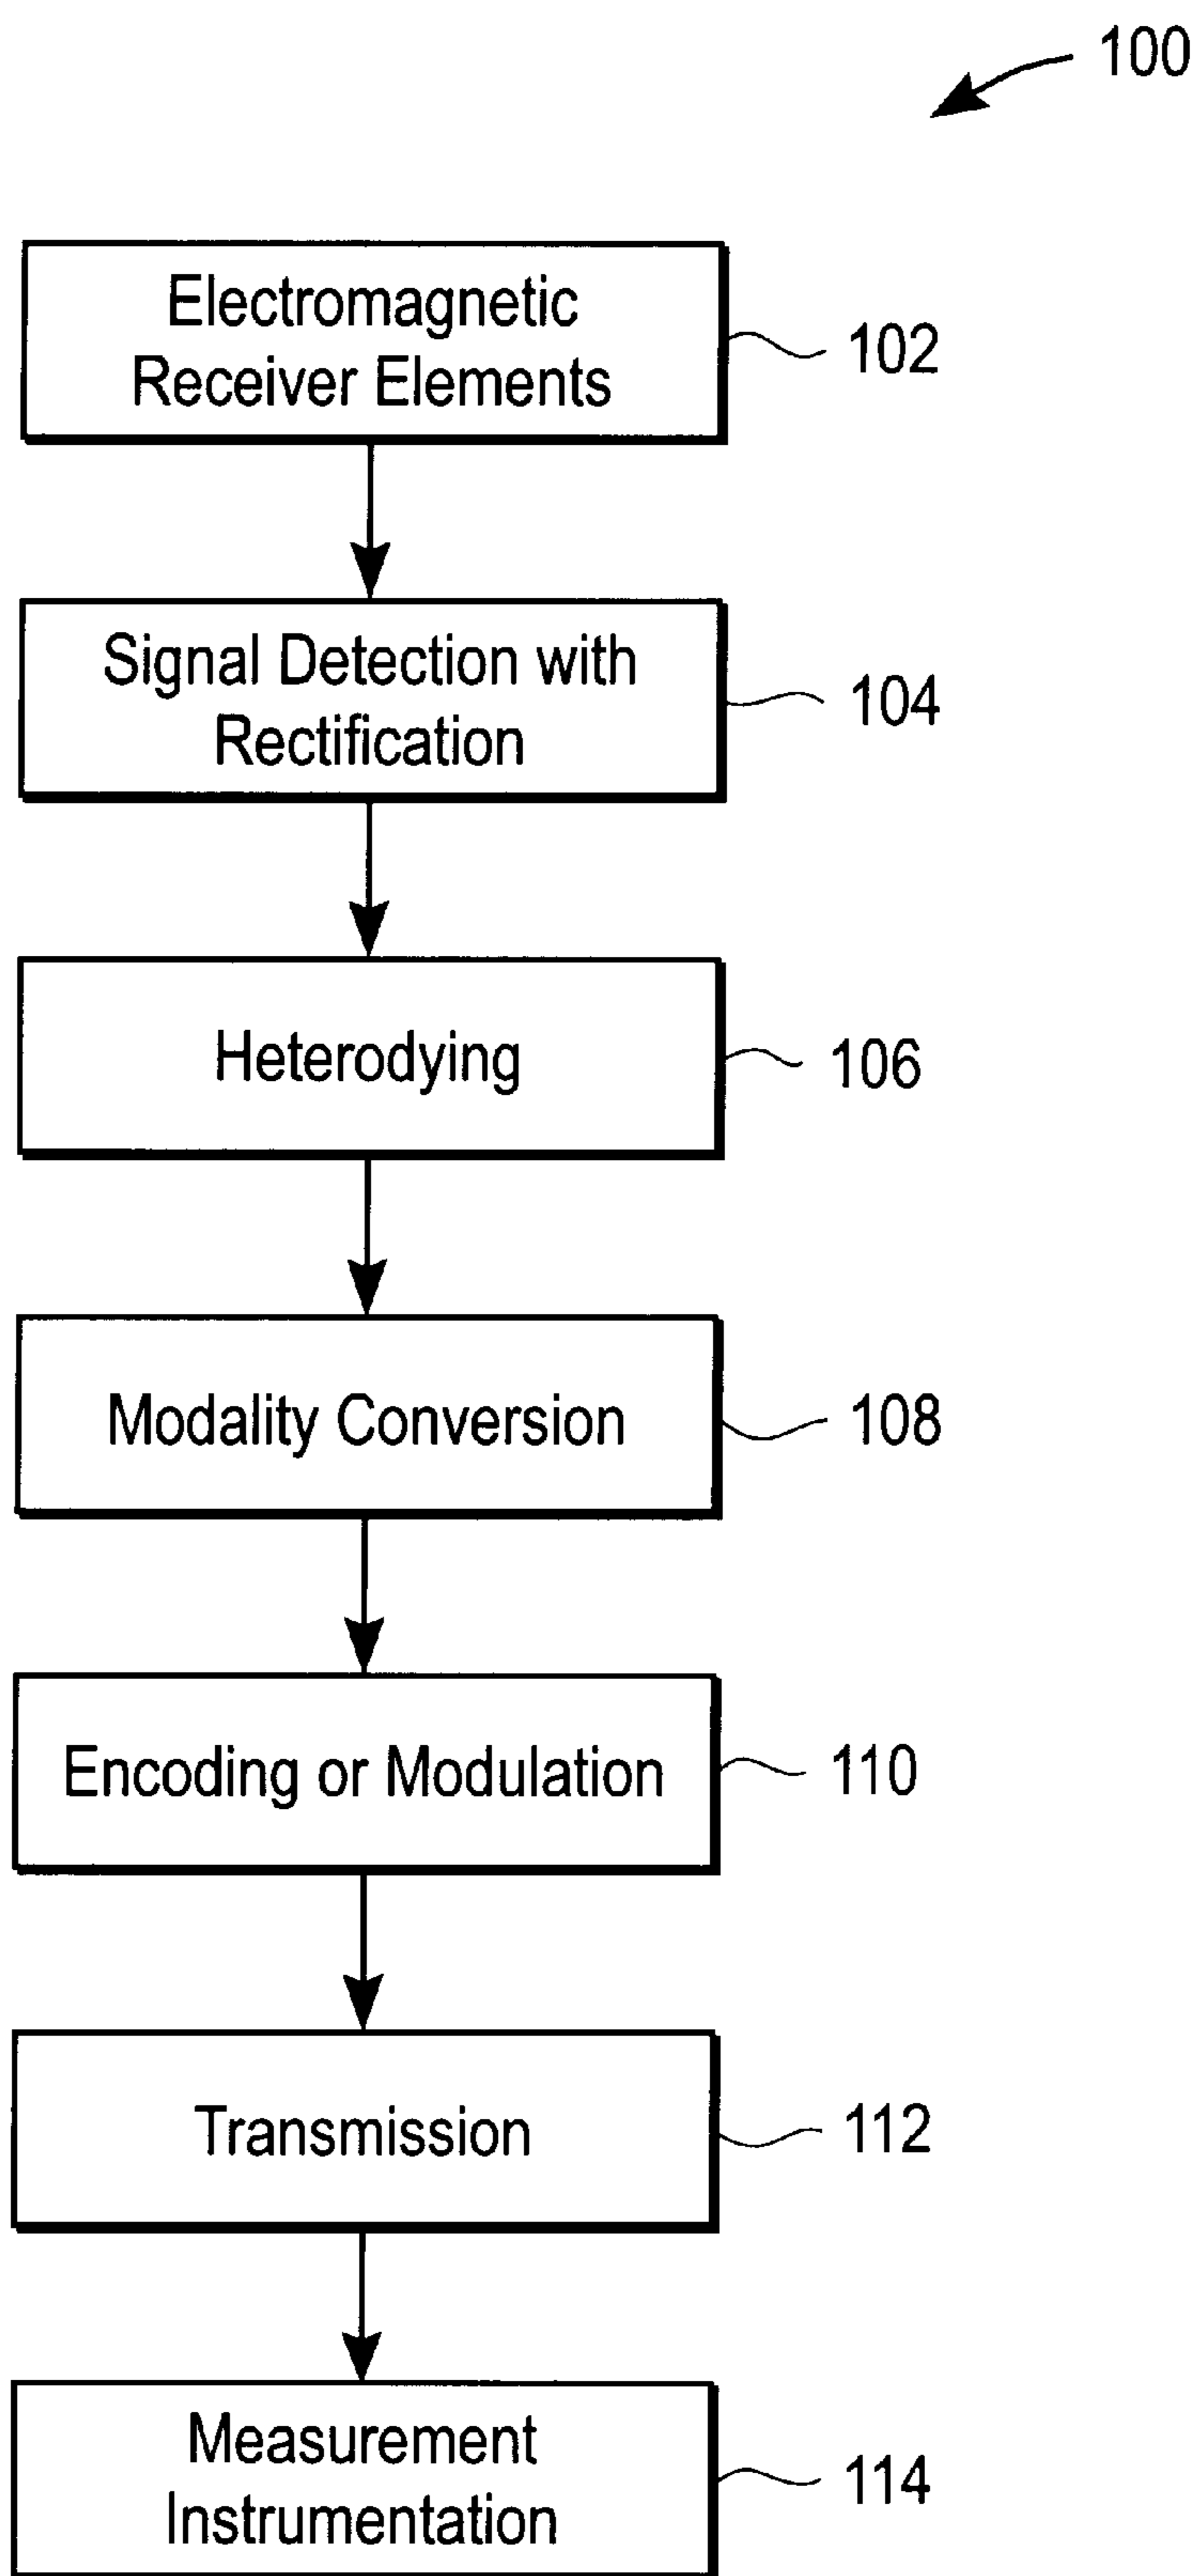 100
Electromagnetic
Receiver Elements
102
Signal Detection with
Rectification
104
Heterodying
106
Modality Conversion
108
Encoding or Modulation
110
Transmission
112
Measurement
Instrumentation
114